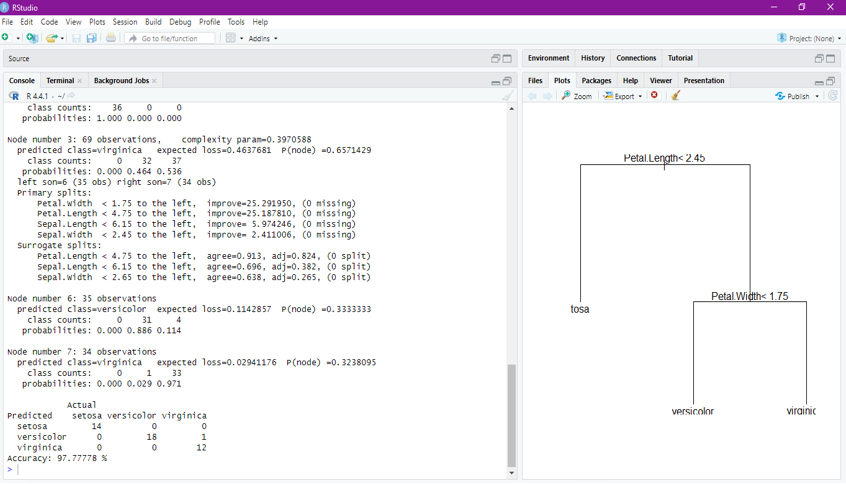 RStudio
File Edit Code View Plots Session Build Debug Profile Tools Help
Go to file/function Addins Project: (None)
Source
Console Terminal Background Jobs
R R 4.4.1 · ~/
class counts: 36 0 0
probabilities: 1.000 0.000 0.000
Node number 3: 69 observations, complexity param=0.3970588
predicted class=virginica expected loss=0.4637681 P(node) =0.6571429
class counts: 0 32 37
probabilities: 0.000 0.464 0.536
left son=6 (35 obs) right son=7 (34 obs)
Primary splits:
Petal.Width < 1.75 to the left, improve=25.291950, (0 missing)
Petal.Length < 4.75 to the left, improve=25.187810, (0 missing)
Sepal.Length < 6.15 to the left, improve= 5.974246, (0 missing)
Sepal.Width < 2.45 to the left, improve= 2.411006, (0 missing)
Surrogate splits:
Petal.Length < 4.75 to the left, agree=0.913, adj=0.824, (0 split)
Sepal.Length < 6.15 to the left, agree=0.696, adj=0.382, (0 split)
Sepal.Width < 2.65 to the left, agree=0.638, adj=0.265, (0 split)
Node number 6: 35 observations
predicted class=versicolor expected loss=0.1142857 P(node) =0.3333333
class counts: 0 31 4
probabilities: 0.000 0.886 0.114
Node number 7: 34 observations
predicted class=virginica expected loss=0.02941176 P(node) =0.3238095
class counts: 0 1 33
probabilities: 0.000 0.029 0.971
Actual
Predicted setosa versicolor virginica
setosa 14 0 0
versicolor 0 18 1
virginica 0 0 12
Accuracy: 97.77778 %
>
Environment History Connections Tutorial
Files Plots Packages Help Viewer Presentation
Zoom Export Publish
Petal.Length< 2.45
Petal.Width< 1.75
tosa
versicolor
virginic